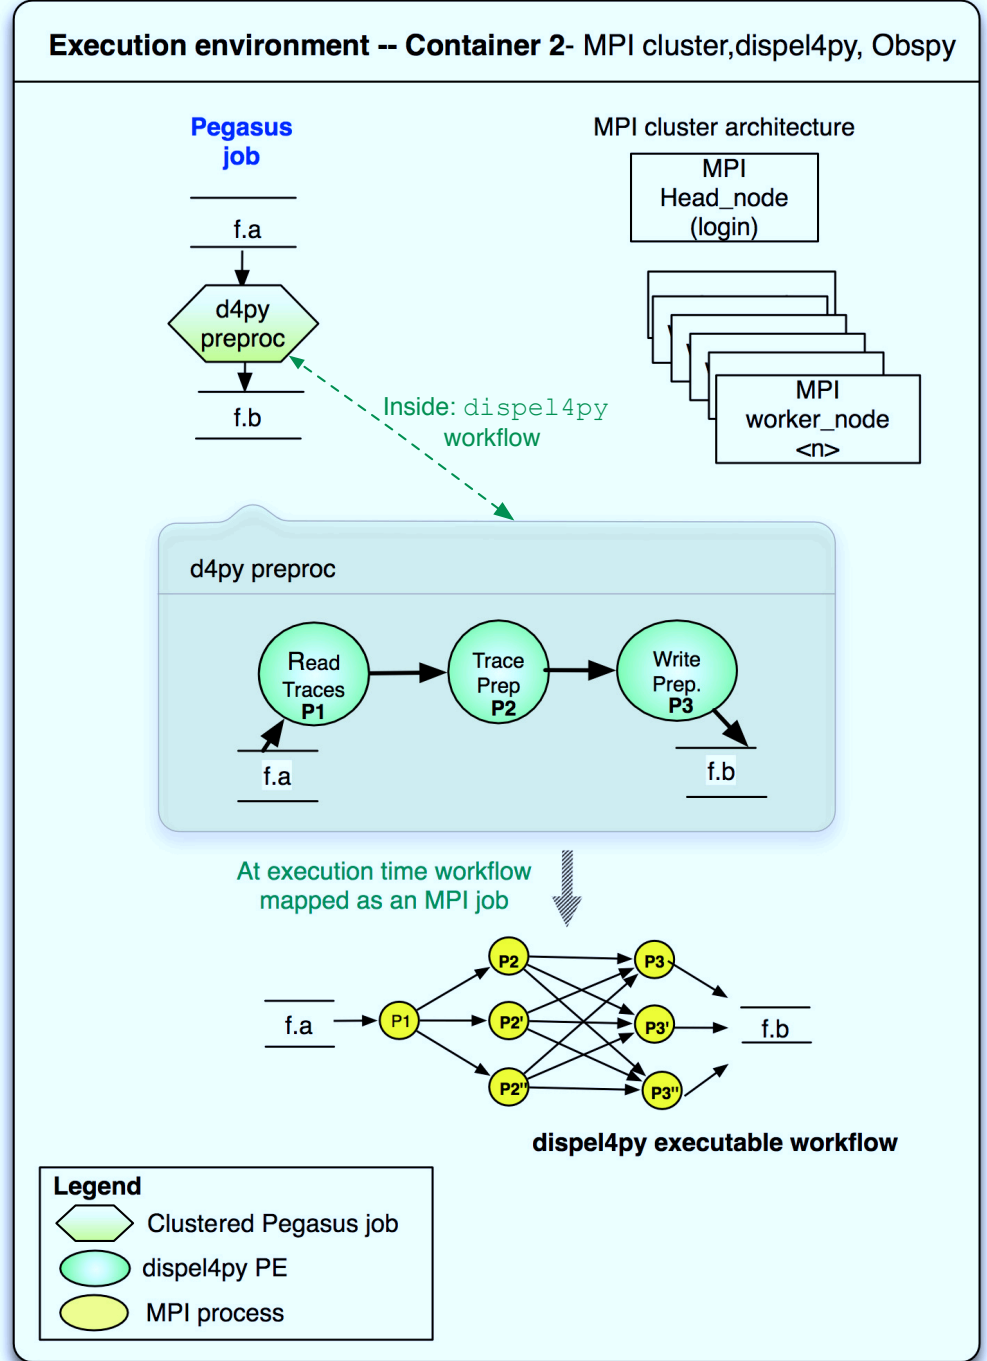 Execution environment -- Container 2- MPI cluster,dispel4py, Obspy
Pegasus
job
f.a
d4py
preproc
f.b
MPI cluster architecture
MPI
Head_node
(login)
MPI
worker_node
<n>
Inside: dispel4py
workflow
d4py preproc
Read
Traces
P1
Trace
Prep
P2
Write
Prep.
P3
f.a
f.b
At execution time workflow
mapped as an MPI job
f.a
P1
P2
P2'
P2"
P3
P3'
P3"
f.b
dispel4py executable workflow
Legend
Clustered Pegasus job
dispel4py PE
MPI process